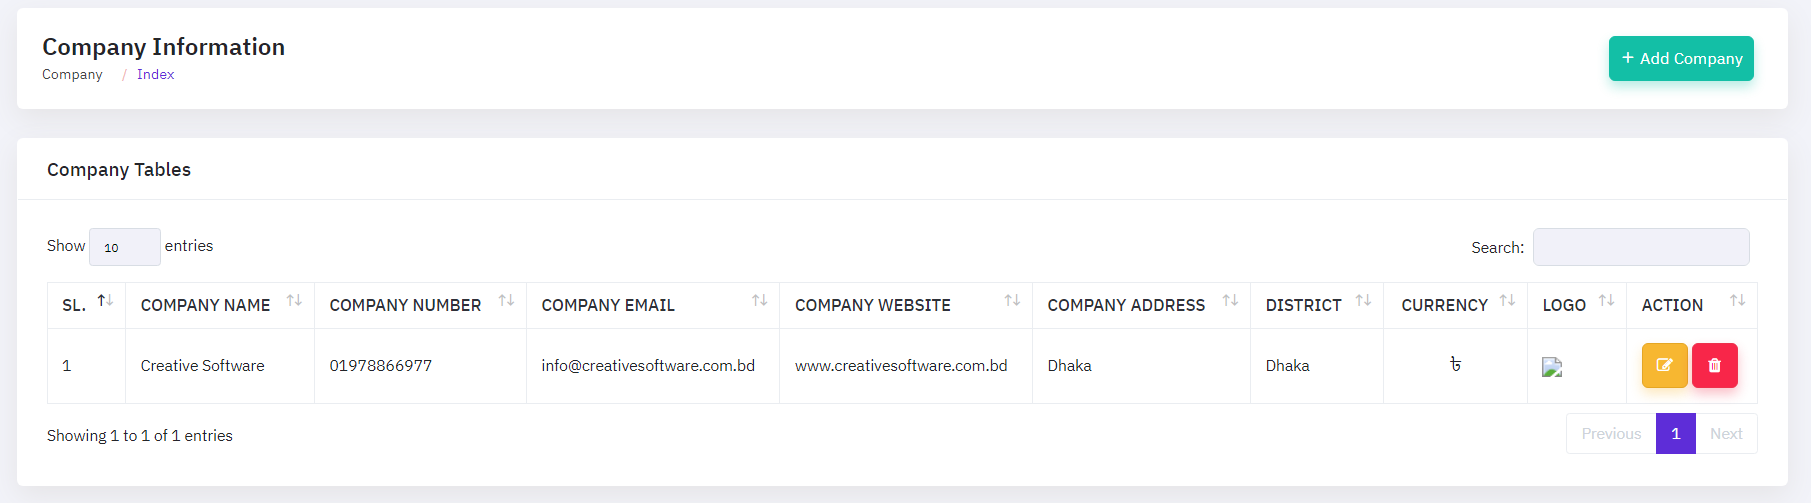 Company Information
Company / Index
+ Add Company
Company Tables
Show 10 entries
Search:
SL. COMPANY NAME COMPANY NUMBER COMPANY EMAIL COMPANY WEBSITE COMPANY ADDRESS DISTRICT CURRENCY LOGO ACTION
1 Creative Software 01978866977 info@creativesoftware.com.bd www.creativesoftware.com.bd Dhaka Dhaka ৳
Showing 1 to 1 of 1 entries
Previous 1 Next